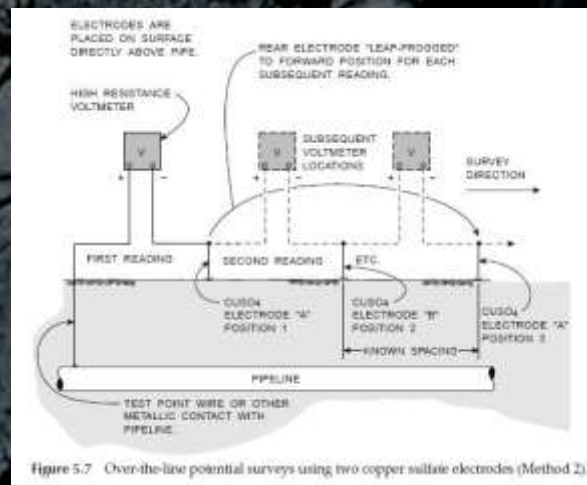 ELECTRODES ARE
PLACED ON SURFACE
DIRECTLY ABOVE PIPE.
REAR ELECTRODE "LEAP-FROGGED"
TO FORWARD POSITION FOR EACH
SUBSEQUENT READING.
HIGH RESISTANCE
VOLTMETER
V
V
V
SUBSEQUENT
VOLTMETER
LOCATIONS
SURVEY
DIRECTION
+ -
+ -
+ -
FIRST READING
SECOND READING
ETC.
CUSO4
ELECTRODE "A"
POSITION 1
CUSO4
ELECTRODE "B"
POSITION 2
CUSO4
ELECTRODE "A"
POSITION 3
KNOWN SPACING
PIPELINE
TEST POINT WIRE OR OTHER
METALLIC CONTACT WITH
PIPELINE.
Figure 5.7 Over-the-line potential surveys using two copper sulfate electrodes (Method 2)